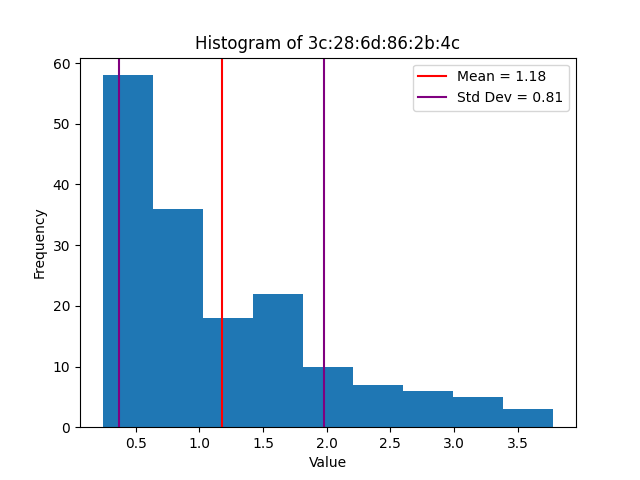 Histogram of 3c:28:6d:86:2b:4c
Mean = 1.18
Std Dev = 0.81
Frequency
60
50
40
30
20
10
0
0.5 1.0 1.5 2.0 2.5 3.0 3.5
Value